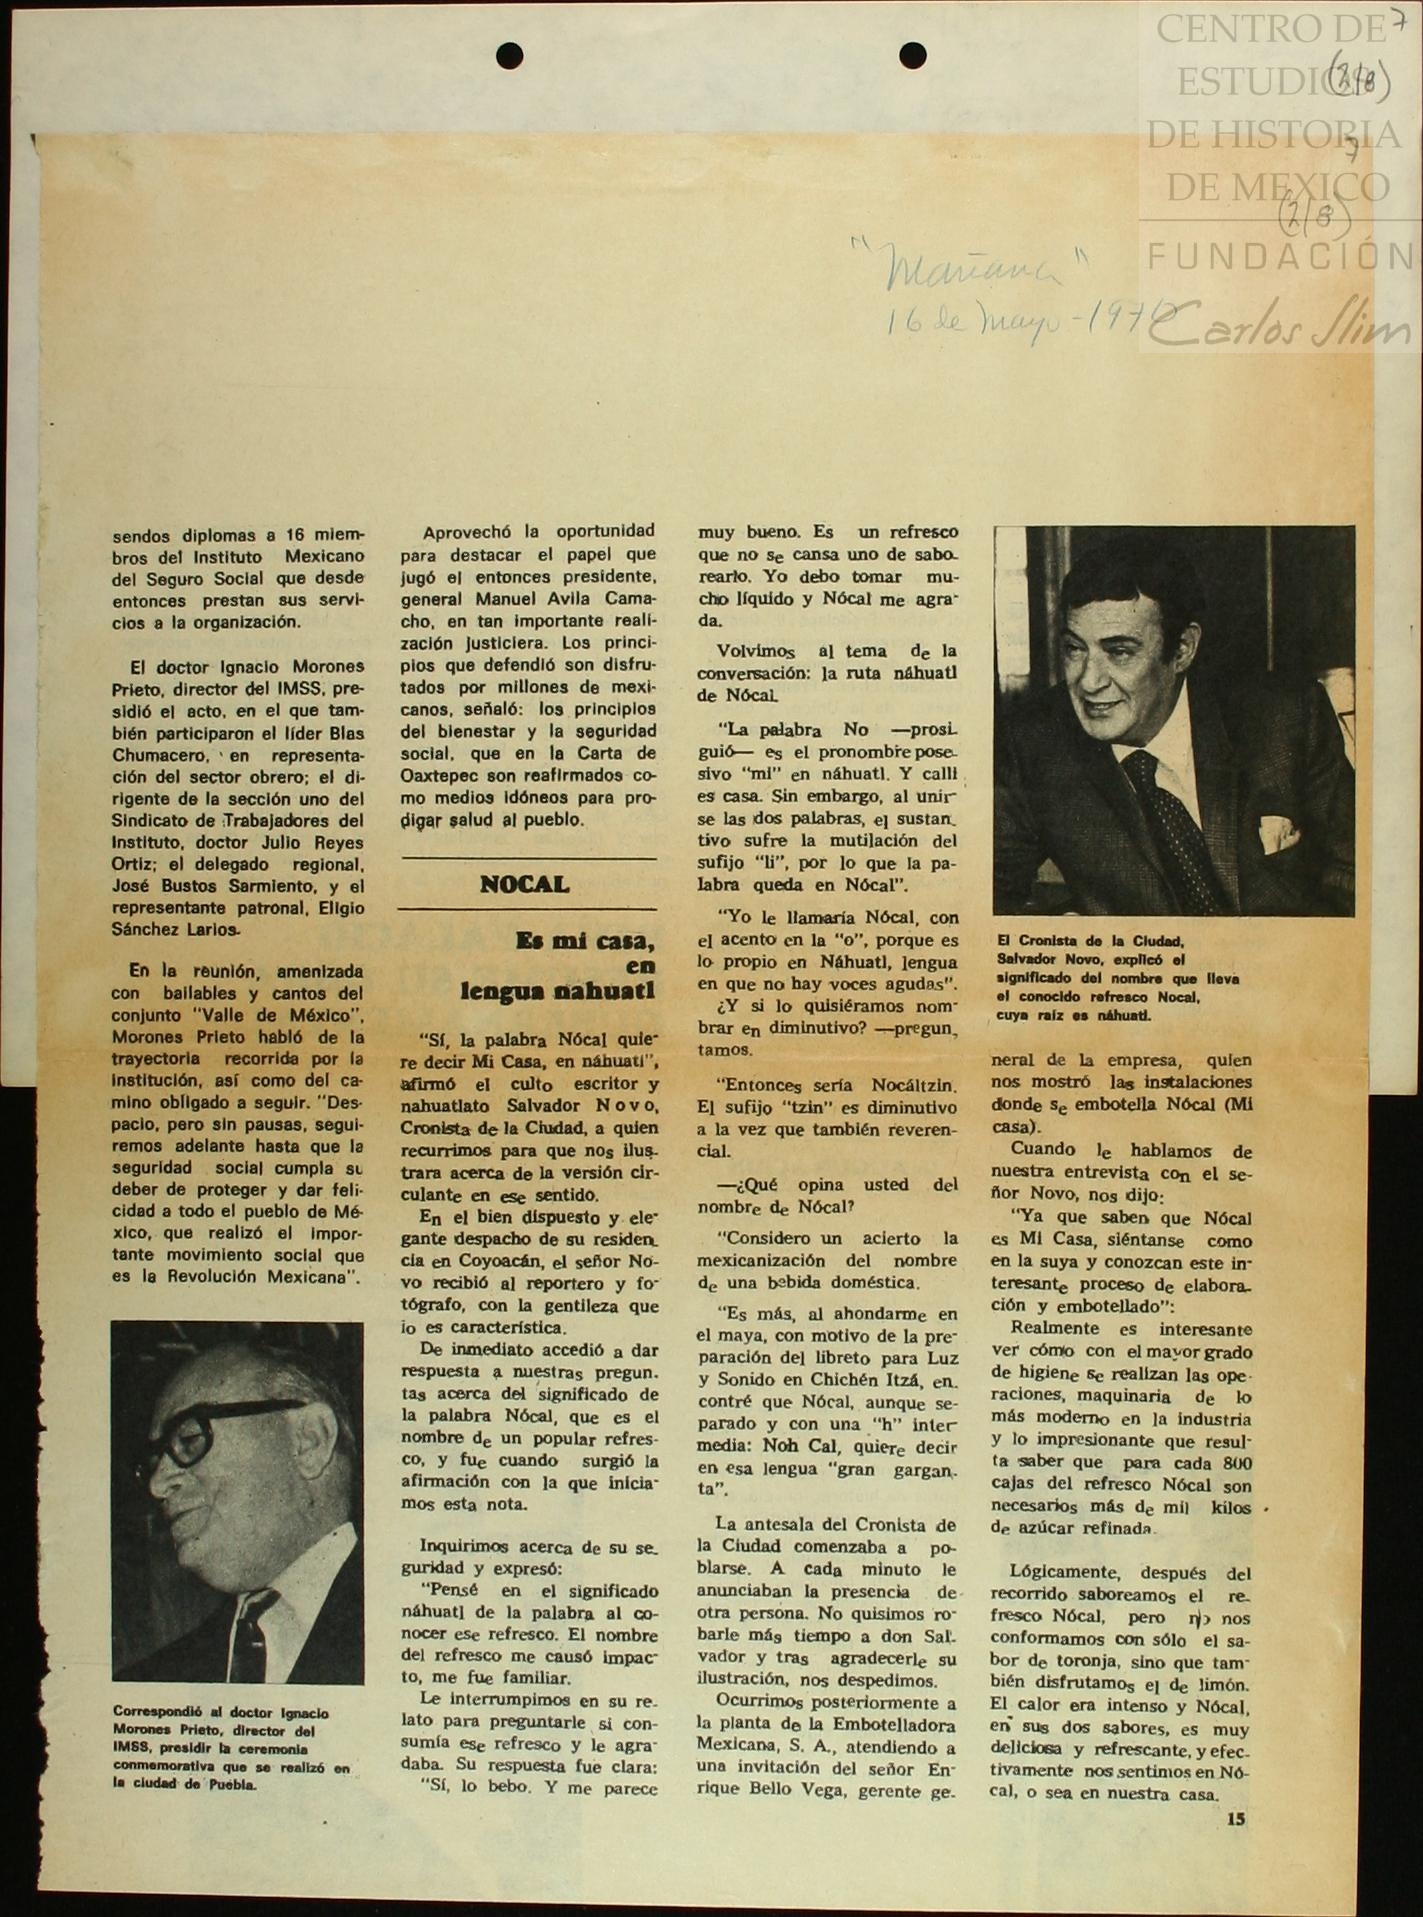 CENTRO DE
ESTUDIOS
DE HISTORIA
DE MEXICO
FUNDACIÓN
Carlos Slim
7
(2/8)
7
(2/8)
"Mañana"
16 de Mayo - 1970
sendos diplomas a 16 miem-
bros del Instituto Mexicano
del Seguro Social que desde
entonces prestan sus servi-
cios a la organización.
El doctor Ignacio Morones
Prieto, director del IMSS, pre-
sidió el acto, en el que tam-
bién participaron el líder Blas
Chumacero, en representa-
ción del sector obrero; el di-
rigente de la sección uno del
Sindicato de Trabajadores del
Instituto, doctor Julio Reyes
Ortiz; el delegado regional,
José Bustos Sarmiento, y el
representante patronal, Eligio
Sánchez Larios.
En la reunión, amenizada
con bailables y cantos del
conjunto "Valle de México",
Morones Prieto habló de la
trayectoria recorrida por la
institución, así como del ca-
mino obligado a seguir. "Des-
pacio, pero sin pausas, segui-
remos adelante hasta que la
seguridad social cumpla su
deber de proteger y dar feli-
cidad a todo el pueblo de Mé-
xico, que realizó el impor-
tante movimiento social que
es la Revolución Mexicana".
Correspondió al doctor Ignacio
Morones Prieto, director del
IMSS, presidir la ceremonia
conmemorativa que se realizó en
la ciudad de Puebla.
Aprovechó la oportunidad
para destacar el papel que
jugó el entonces presidente,
general Manuel Avila Cama-
cho, en tan importante reali-
zación justiciera. Los princi-
pios que defendió son disfru-
tados por millones de mexi-
canos, señaló: los principios
del bienestar y la seguridad
social, que en la Carta de
Oaxtepec son reafirmados co-
mo medios idóneos para pro-
digar salud al pueblo.
NOCAL
Es mi casa,
en
lengua nahuatl
"Sí, la palabra Nócal quie-
re decir Mi Casa, en náhuatl",
afirmó el culto escritor y
nahuatlato Salvador Novo,
Cronista de la Ciudad, a quien
recurrimos para que nos ilus-
trara acerca de la versión cir-
culante en ese sentido.
En el bien dispuesto y ele-
gante despacho de su residen-
cia en Coyoacán, el señor No-
vo recibió al reportero y fo-
tógrafo, con la gentileza que
lo es característica.
De inmediato accedió a dar
respuesta a nuestras pregun-
tas acerca del significado de
la palabra Nócal, que es el
nombre de un popular refres-
co, y fue cuando surgió la
afirmación con la que inicia-
mos esta nota.
Inquirimos acerca de su se-
guridad y expresó:
"Pensé en el significado
náhuatl de la palabra al co-
nocer ese refresco. El nombre
del refresco me causó impac-
to, me fue familiar.
Le interrumpimos en su re-
lato para preguntarle si con-
sumía ese refresco y le agra-
daba. Su respuesta fue clara:
"Sí, lo bebo. Y me parece
muy bueno. Es un refresco
que no se cansa uno de sabo-
rearlo. Yo debo tomar mu-
cho líquido y Nócal me agra-
da.
Volvimos al tema de la
conversación: la ruta náhuatl
de Nócal.
"La palabra No —prosi-
guió— es el pronombre pose-
sivo "mi" en náhuatl. Y calli
es casa. Sin embargo, al unir-
se las dos palabras, el sustan-
tivo sufre la mutilación del
sufijo "li", por lo que la pa-
labra queda en Nócal".
"Yo le llamaría Nócal, con
el acento en la "o", porque es
lo propio en Náhuatl, lengua
en que no hay voces agudas".
¿Y si lo quisiéramos nom-
brar en diminutivo? —pregun-
tamos.
"Entonces sería Nocáltzin.
El sufijo "tzin" es diminutivo
a la vez que también reveren-
cial.
—¿Qué opina usted del
nombre de Nócal?
"Considero un acierto la
mexicanización del nombre
de una bebida doméstica.
"Es más, al ahondarme en
el maya, con motivo de la pre-
paración del libreto para Luz
y Sonido en Chichén Itzá, en-
contré que Nócal, aunque se-
parado y con una "h" inter-
media: Noh Cal, quiere decir
en esa lengua "gran gargan-
ta".
La antesala del Cronista de
la Ciudad comenzaba a po-
blarse. A cada minuto le
anunciaban la presencia de
otra persona. No quisimos ro-
barle más tiempo a don Sal-
vador y tras agradecerle su
ilustración, nos despedimos.
Ocurrimos posteriormente a
la planta de la Embotelladora
Mexicana, S. A., atendiendo a
una invitación del señor En-
rique Bello Vega, gerente ge-
El Cronista de la Ciudad,
Salvador Novo, explicó el
significado del nombre que lleva
el conocido refresco Nocal,
cuya raíz es náhuatl.
neral de la empresa, quien
nos mostró las instalaciones
donde se embotella Nócal (Mi
casa).
Cuando le hablamos de
nuestra entrevista con el se-
ñor Novo, nos dijo:
"Ya que saben que Nócal
es Mi Casa, siéntanse como
en la suya y conozcan este in-
teresante proceso de elabora-
ción y embotellado":
Realmente es interesante
ver cómo con el mayor grado
de higiene se realizan las ope-
raciones, maquinaria de lo
más moderno en la industria
y lo impresionante que resul-
ta saber que para cada 800
cajas del refresco Nócal son
necesarios más de mil kilos
de azúcar refinada.
Lógicamente, después del
recorrido saboreamos el re-
fresco Nócal, pero no nos
conformamos con sólo el sa-
bor de toronja, sino que tam-
bién disfrutamos el de limón.
El calor era intenso y Nócal,
en sus dos sabores, es muy
deliciosa y refrescante, y efec-
tivamente nos sentimos en Nó-
cal, o sea en nuestra casa.
15